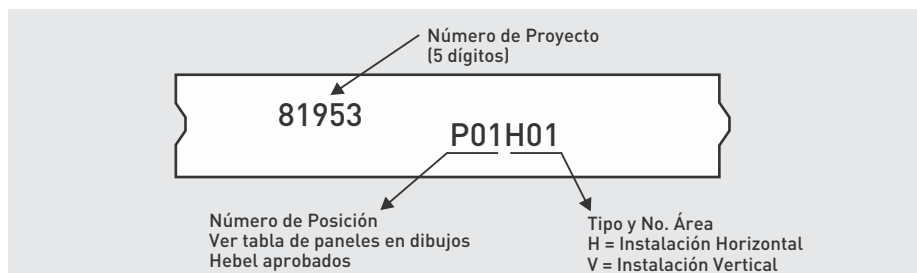 Número de Proyecto
(5 dígitos)
81953
P01H01
Número de Posición
Ver tabla de paneles en dibujos
Hebel aprobados
Tipo y No. Área
H = Instalación Horizontal
V = Instalación Vertical